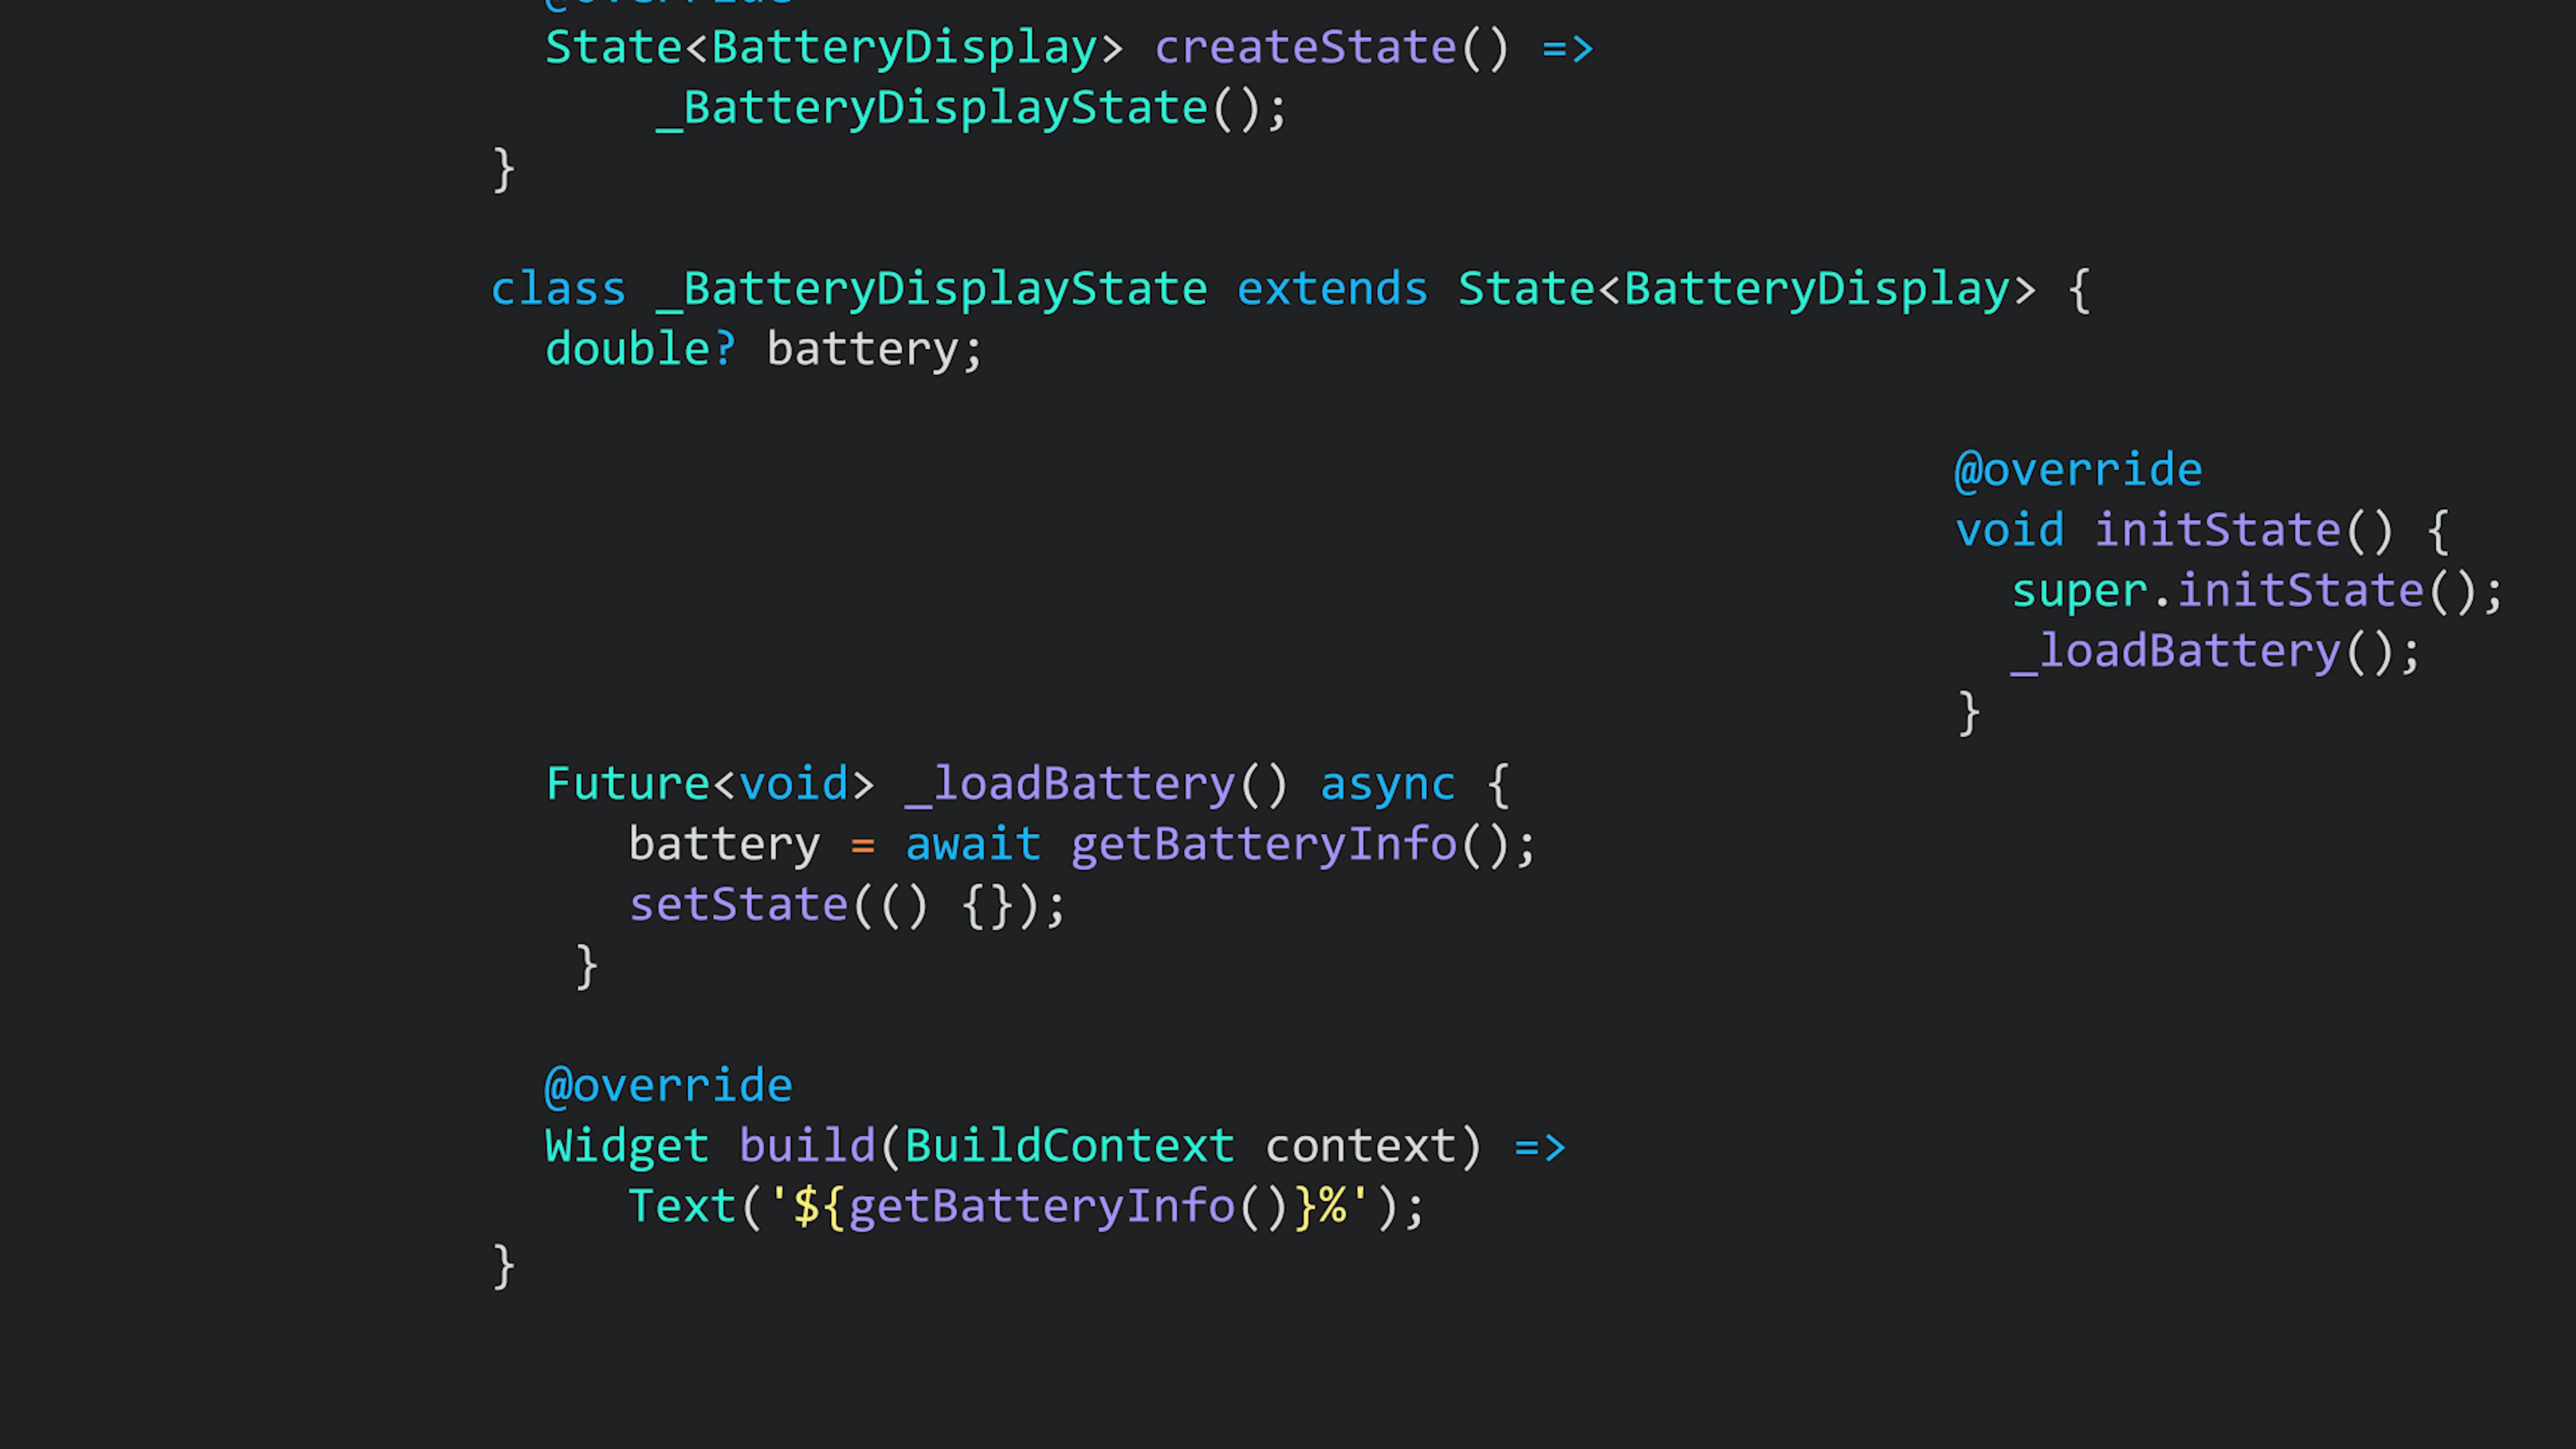 @override
State<BatteryDisplay> createState() =>
_BatteryDisplayState();
}
class _BatteryDisplayState extends State<BatteryDisplay> {
double? battery;
@override
void initState() {
super.initState();
_loadBattery();
}
Future<void> _loadBattery() async {
battery = await getBatteryInfo();
setState(() {});
}
@override
Widget build(BuildContext context) =>
Text('${getBatteryInfo()}%');
}